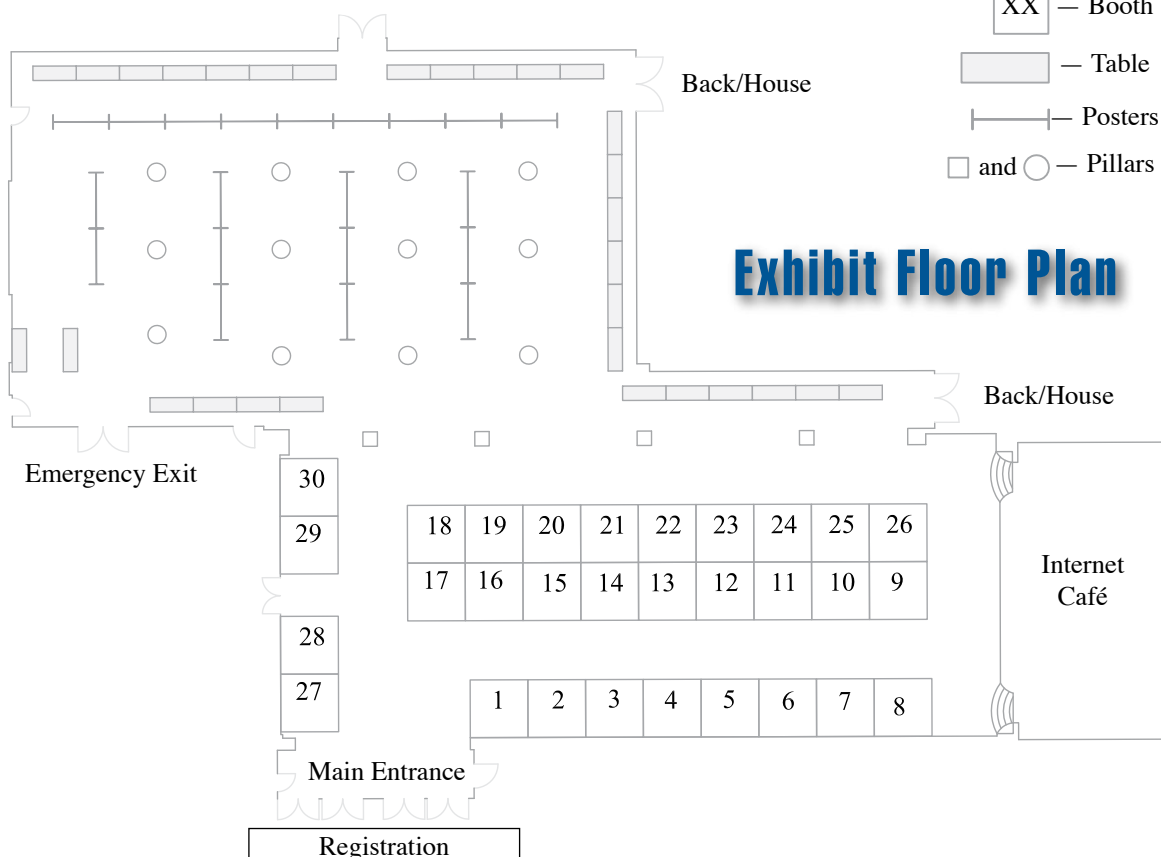 XX — Booth
Back/House
— Table
— Posters
and — Pillars
Exhibit Floor Plan
Back/House
Emergency Exit
30
18 19 20 21 22 23 24 25 26
29
Internet
Café
17 16 15 14 13 12 11 10 9
28
27
1 2 3 4 5 6 7 8
Main Entrance
Registration